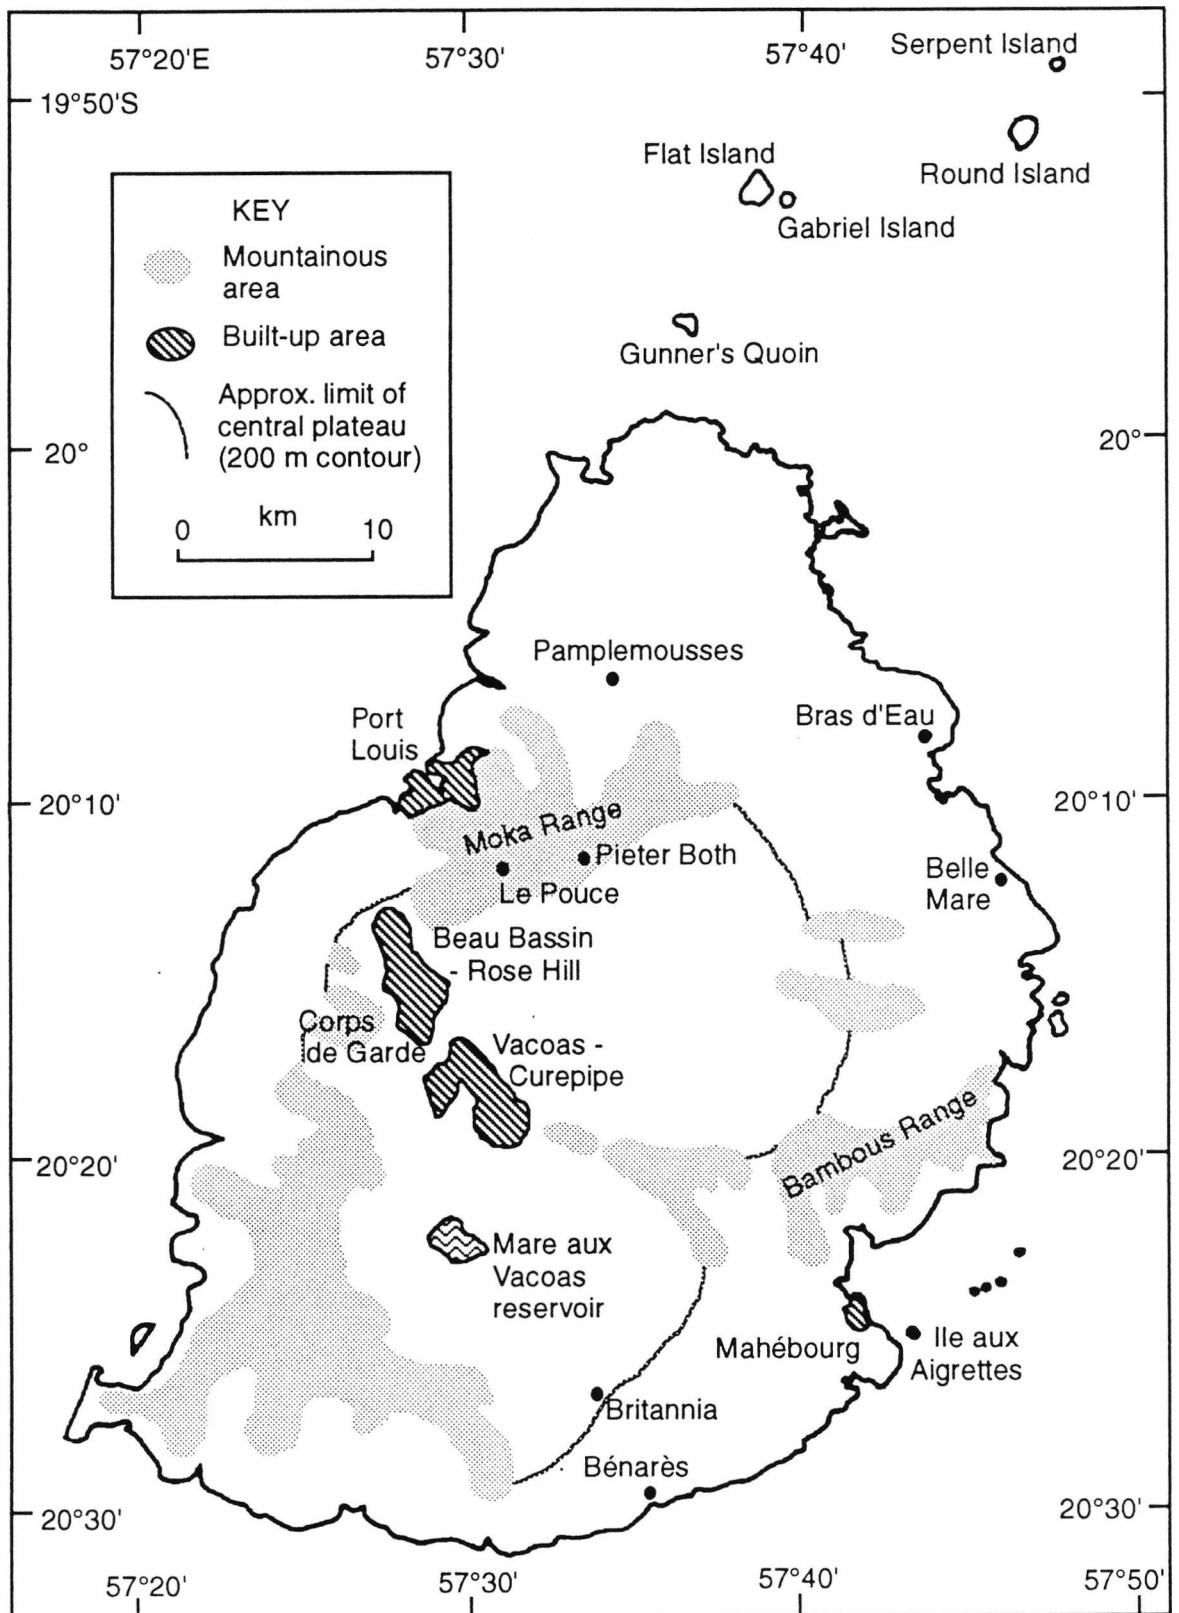 57°20'E
57°30'
57°40'
Serpent Island
19°50'S
Flat Island
Round Island
Gabriel Island
KEY
Mountainous
area
Built-up area
Approx. limit of
central plateau
(200 m contour)
km
0 10
Gunner's Quoin
20°
20°
Pamplemousses
Port
Louis
Bras d'Eau
20°10'
20°10'
Moka Range
Pieter Both
Le Pouce
Belle
Mare
Beau Bassin
- Rose Hill
Corps
de Garde
Vacoas -
Curepipe
Bambous Range
20°20'
20°20'
Mare aux
Vacoas
reservoir
Mahébourg
Ile aux
Aigrettes
Britannia
Bénarès
20°30'
20°30'
57°20'
57°30'
57°40'
57°50'